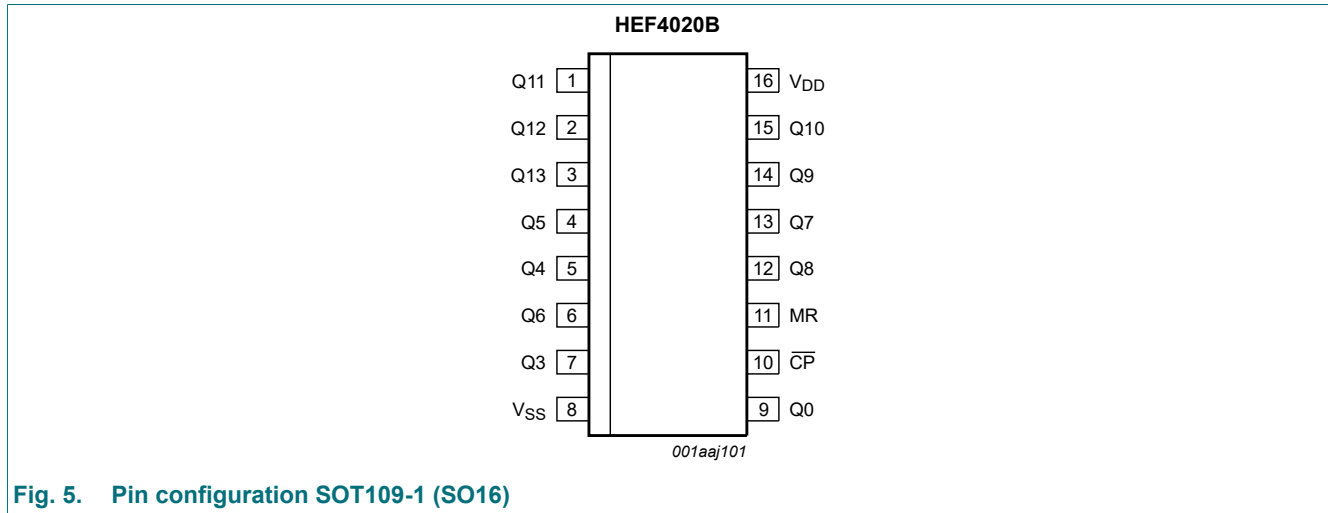 HEF4020B
Q11 1 16 VDD
Q12 2 15 Q10
Q13 3 14 Q9
Q5 4 13 Q7
Q4 5 12 Q8
Q6 6 11 MR
Q3 7 10 C̅P̅
VSS 8 9 Q0
001aaj101
Fig. 5. Pin configuration SOT109-1 (SO16)